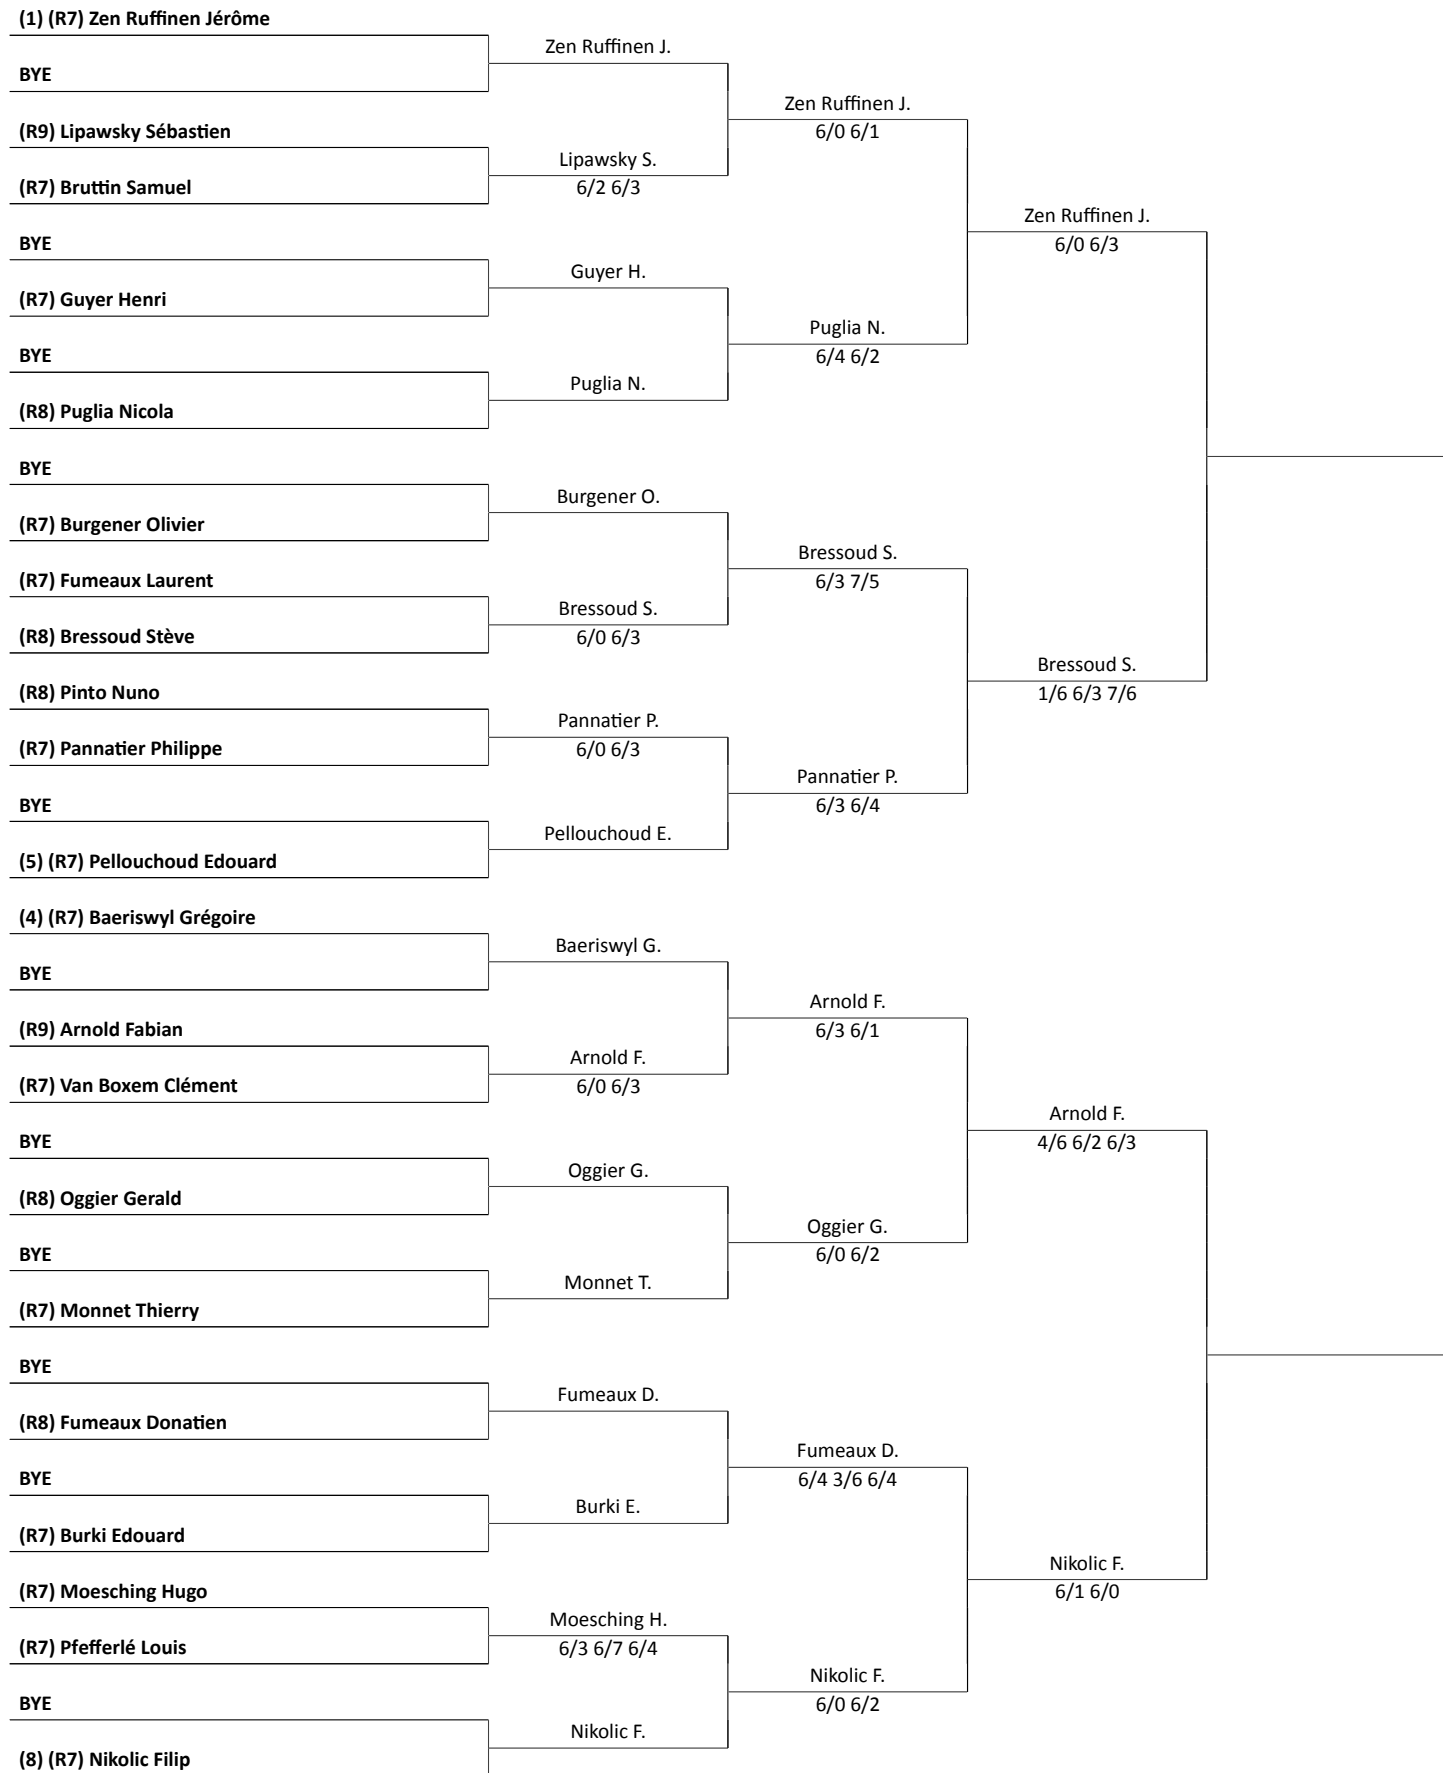 (1) (R7) Zen Ruffinen Jérôme
Zen Ruffinen J.
BYE
Zen Ruffinen J.
6/0 6/1
(R9) Lipawsky Sébastien
Lipawsky S.
6/2 6/3
(R7) Bruttin Samuel
Zen Ruffinen J.
6/0 6/3
BYE
Guyer H.
(R7) Guyer Henri
Puglia N.
6/4 6/2
BYE
Puglia N.
(R8) Puglia Nicola
BYE
Burgener O.
(R7) Burgener Olivier
Bressoud S.
6/3 7/5
(R7) Fumeaux Laurent
Bressoud S.
6/0 6/3
(R8) Bressoud Stève
Bressoud S.
1/6 6/3 7/6
(R8) Pinto Nuno
Pannatier P.
6/0 6/3
(R7) Pannatier Philippe
Pannatier P.
6/3 6/4
BYE
Pellouchoud E.
(5) (R7) Pellouchoud Edouard
(4) (R7) Baeriswyl Grégoire
Baeriswyl G.
BYE
Arnold F.
6/3 6/1
(R9) Arnold Fabian
Arnold F.
6/0 6/3
(R7) Van Boxem Clément
Arnold F.
4/6 6/2 6/3
BYE
Oggier G.
(R8) Oggier Gerald
Oggier G.
6/0 6/2
BYE
Monnet T.
(R7) Monnet Thierry
BYE
Fumeaux D.
(R8) Fumeaux Donatien
Fumeaux D.
6/4 3/6 6/4
BYE
Burki E.
(R7) Burki Edouard
Nikolic F.
6/1 6/0
(R7) Moesching Hugo
Moesching H.
6/3 6/7 6/4
(R7) Pfefferlé Louis
Nikolic F.
6/0 6/2
BYE
Nikolic F.
(8) (R7) Nikolic Filip